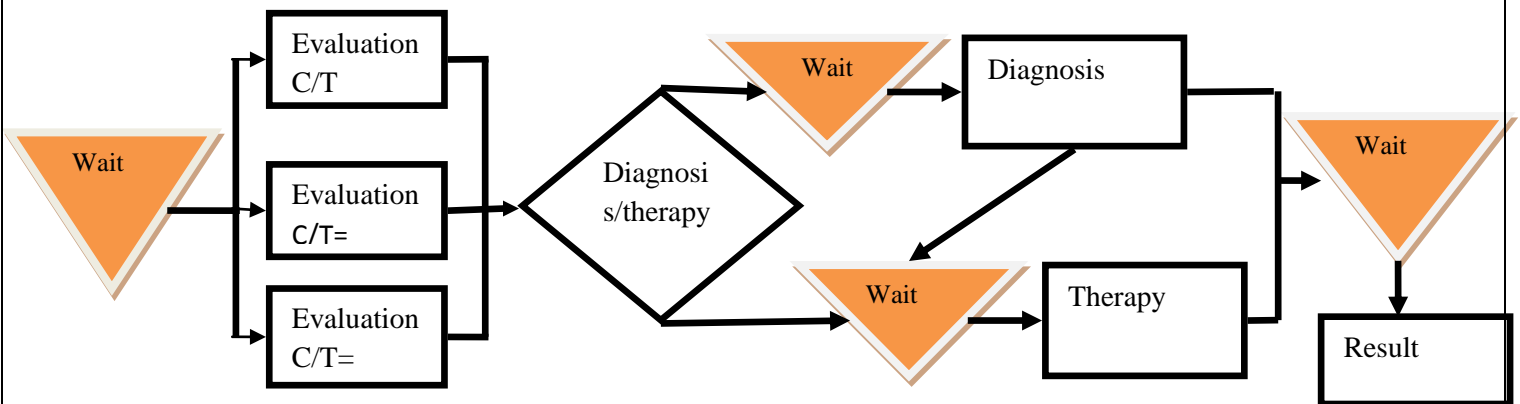 Wait
Evaluation
C/T
Evaluation
C/T=
Evaluation
C/T=
Diagnosi
s/therapy
Wait
Diagnosis
Wait
Therapy
Wait
Result